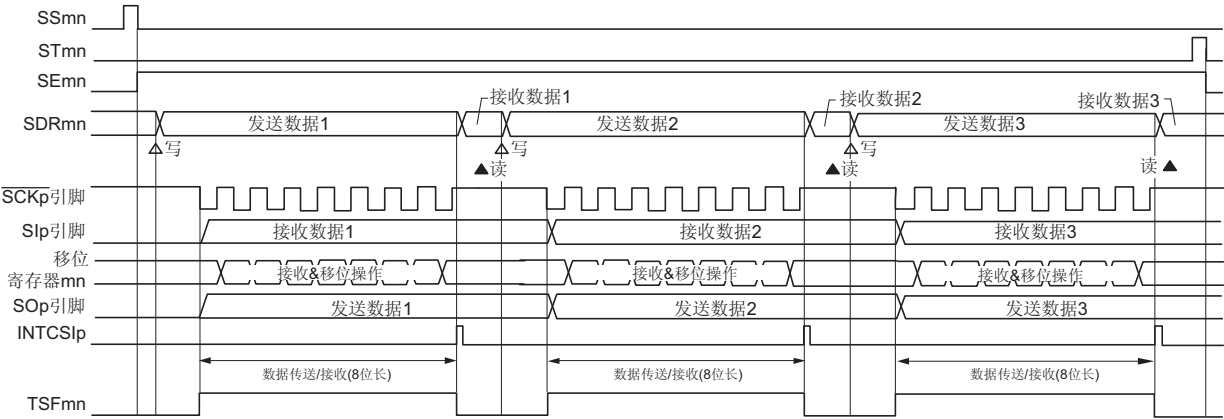 SSmn
STmn
SEmn
接收数据1 接收数据2 接收数据3
SDRmn 发送数据1 发送数据2 发送数据3
写 写 写
读 读 读
SCKp引脚
SIp引脚 接收数据1 接收数据2 接收数据3
移位
寄存器mn 接收&移位操作 接收&移位操作 接收&移位操作
SOp引脚 发送数据1 发送数据2 发送数据3
INTCSIp
数据传送/接收(8位长) 数据传送/接收(8位长) 数据传送/接收(8位长)
TSFmn